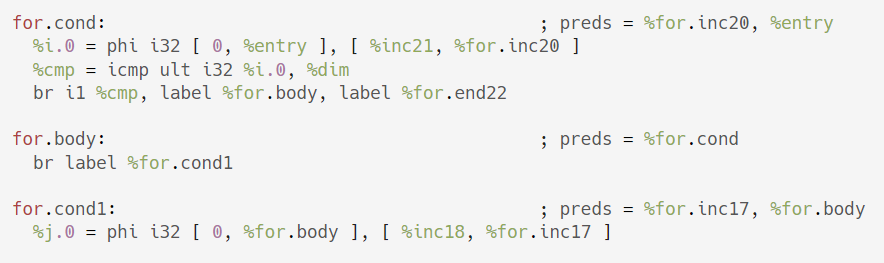 for.cond:                                         ; preds = %for.inc20, %entry
  %i.0 = phi i32 [ 0, %entry ], [ %inc21, %for.inc20 ]
  %cmp = icmp ult i32 %i.0, %dim
  br i1 %cmp, label %for.body, label %for.end22

for.body:                                         ; preds = %for.cond
  br label %for.cond1

for.cond1:                                        ; preds = %for.inc17, %for.body
  %j.0 = phi i32 [ 0, %for.body ], [ %inc18, %for.inc17 ]